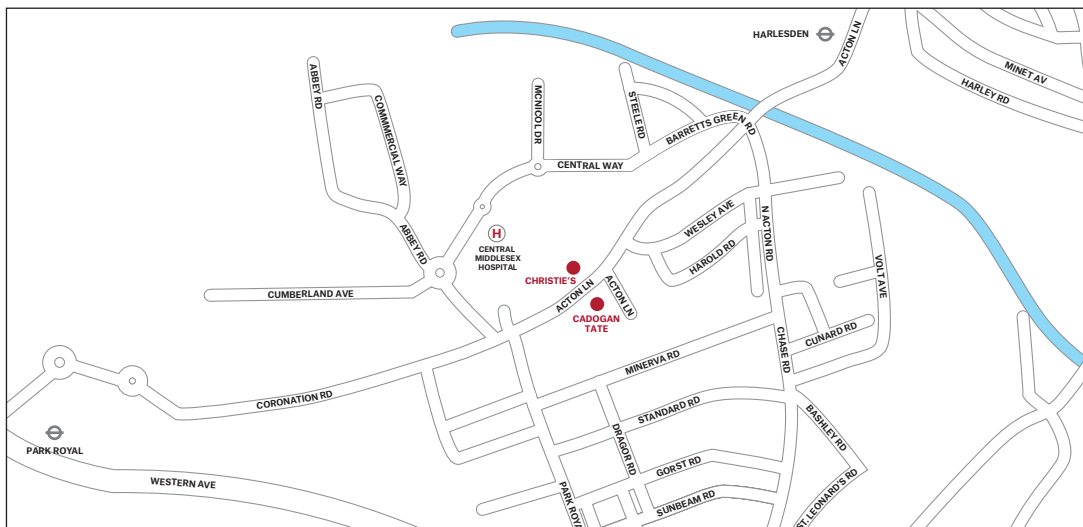 HARLESDEN
ACTON LN
MINET AV
HARLEY RD
ABBEY RD
COMMMERCIAL WAY
MCNICOL DR
STEELE RD
BARRETTS GREEN RD
CENTRAL WAY
H
CENTRAL
MIDDLESEX
HOSPITAL
ABBEY RD
WESLEY AVE
N ACTON RD
HAROLD RD
VOLT AVE
CHRISTIE'S
ACTON LN
ACTON LN
CUMBERLAND AVE
CADOGAN
TATE
CUNARD RD
CHASE RD
MINERVA RD
CORONATION RD
STANDARD RD
BASHLEY RD
DRAGOR RD
PARK ROYAL
WESTERN AVE
GORST RD
PARK ROYAL
SUNBEAM RD
ST. LEONARD'S RD